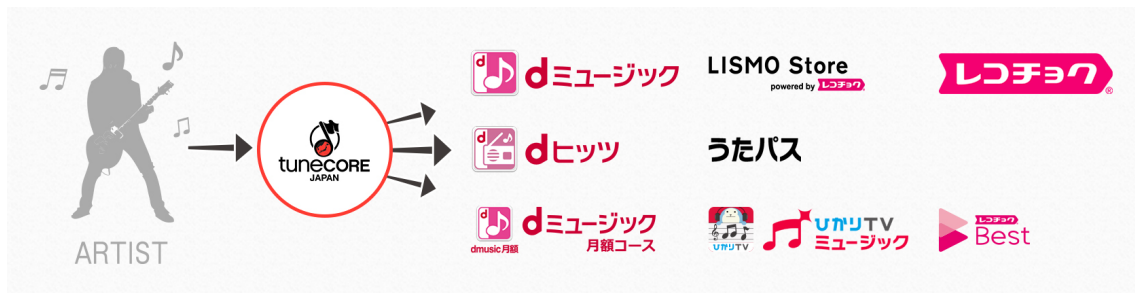 ARTIST
tunecore
JAPAN
d
dミュージック
LISMO Store
powered by レコチョク
レコチョク®
d
dヒッツ
うたパス
d
dmusic月額
dミュージック
月額コース
ひかりTV
ひかりTV
ミュージック
レコチョク
Best